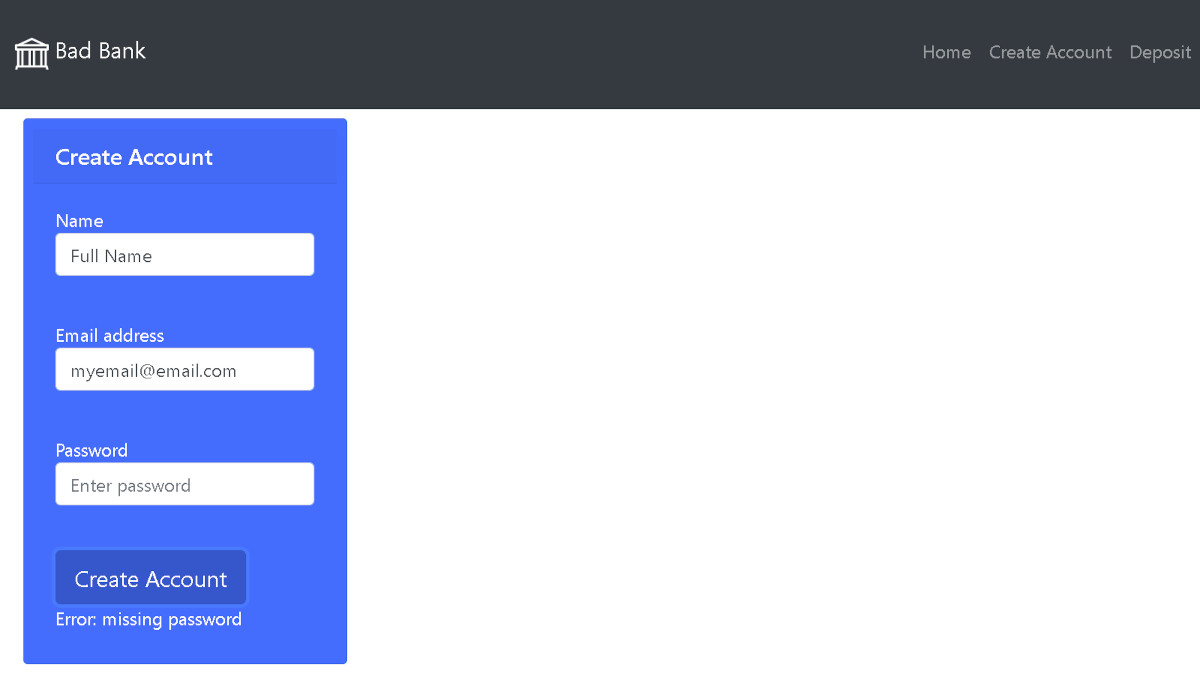 Bad Bank
Home Create Account Deposit
Create Account
Name
Full Name
Email address
myemail@email.com
Password
Enter password
Create Account
Error: missing password